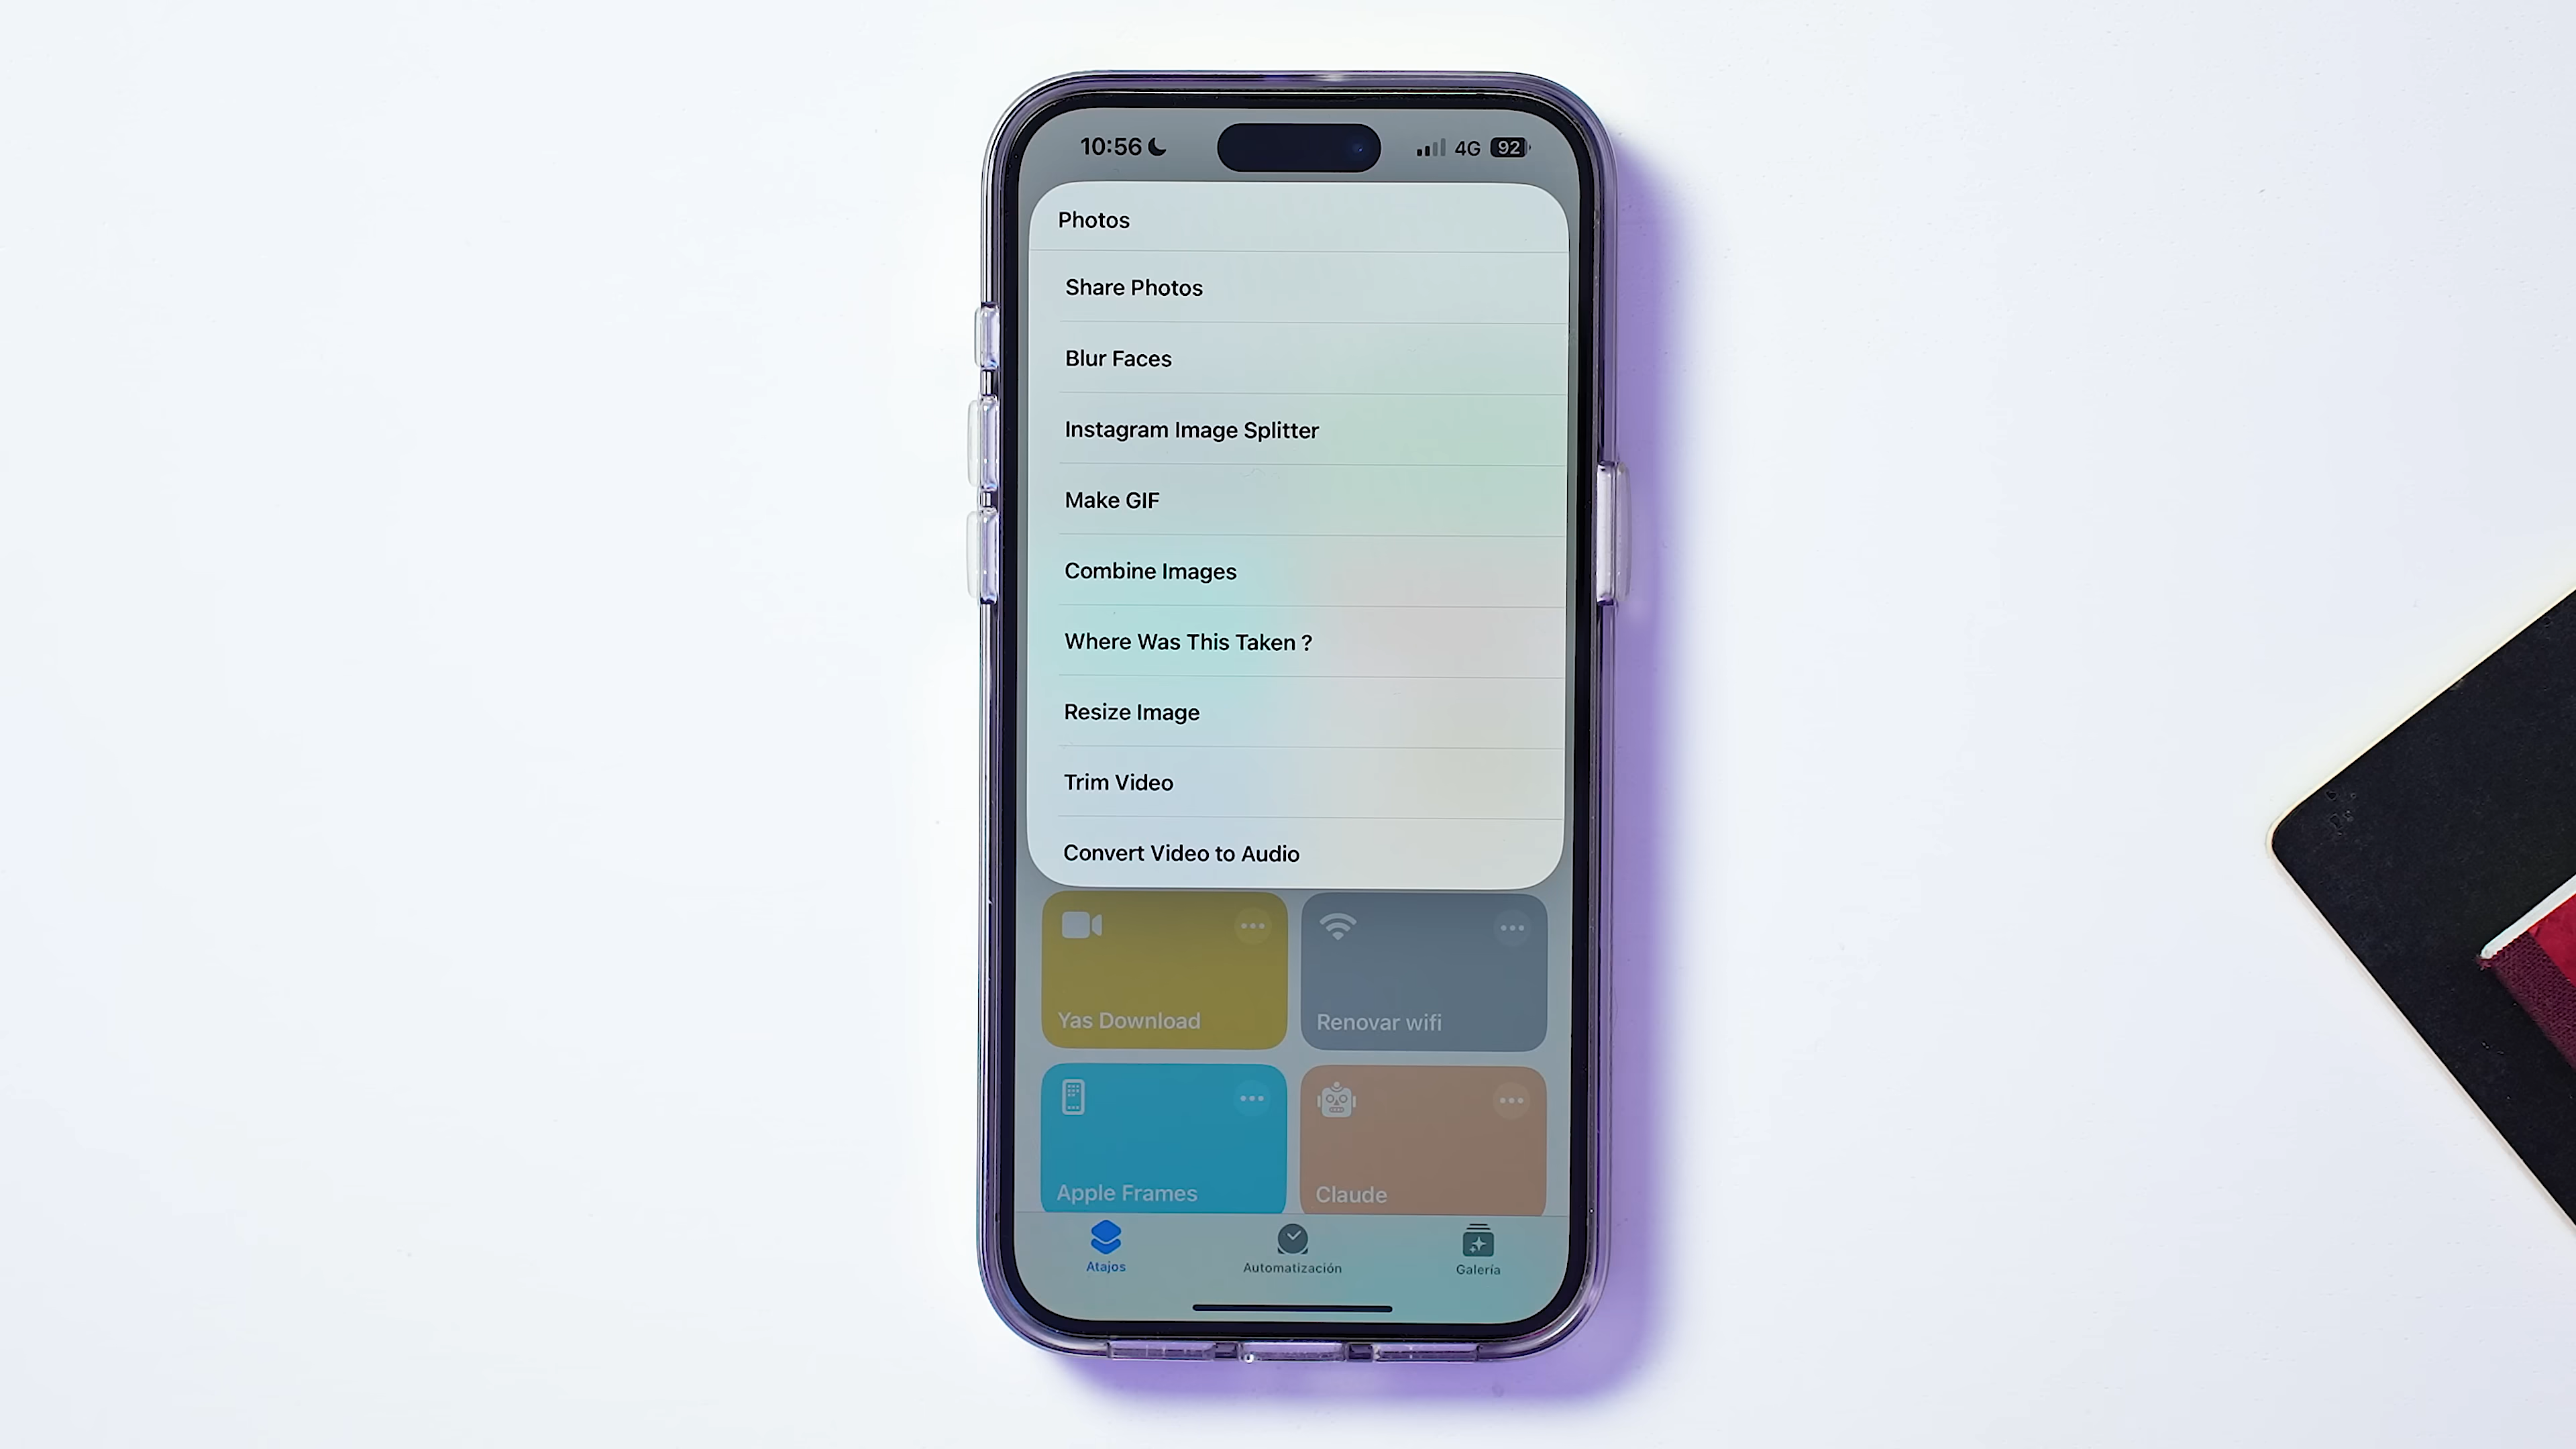 10:56
4G 92
Photos
Share Photos
Blur Faces
Instagram Image Splitter
Make GIF
Combine Images
Where Was This Taken ?
Resize Image
Trim Video
Convert Video to Audio
Yas Download
Renovar wifi
Apple Frames
Claude
Atajos
Automatización
Galería